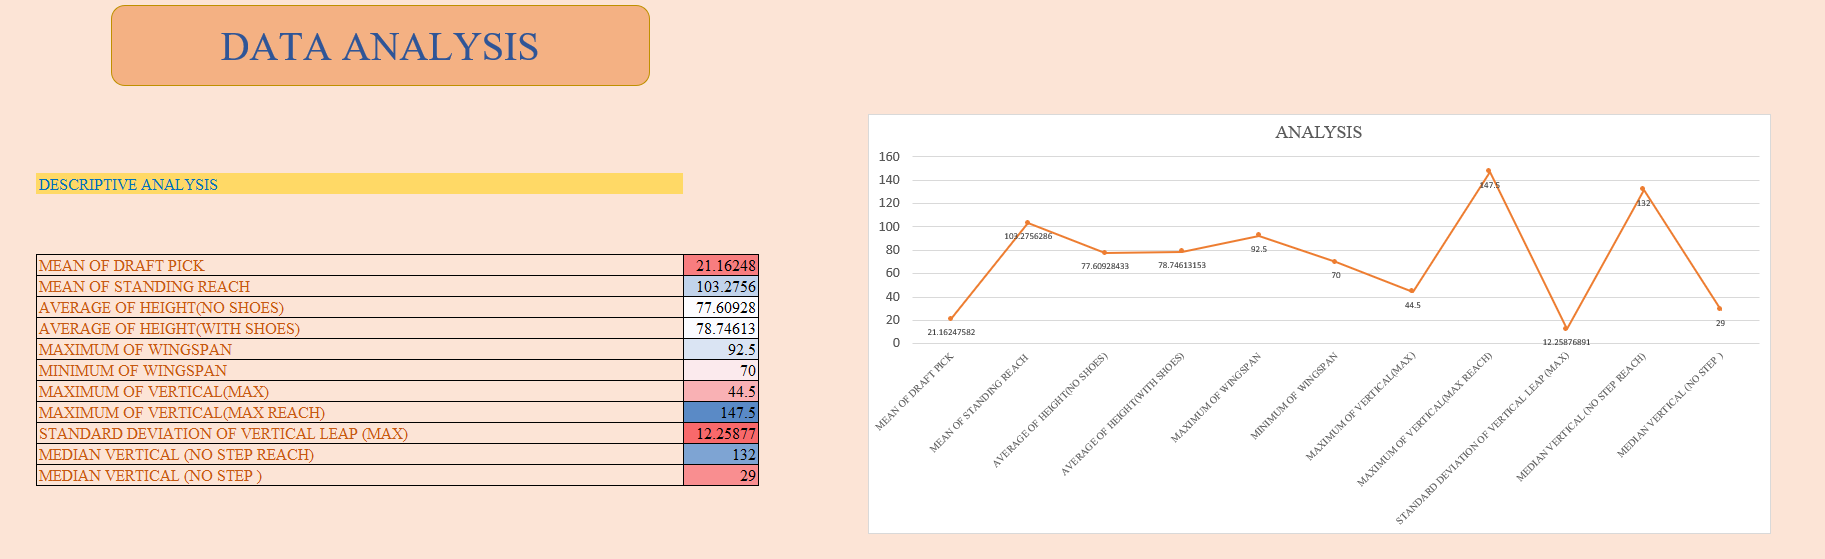 DATA ANALYSIS
DESCRIPTIVE ANALYSIS
MEAN OF DRAFT PICK 21.16248
MEAN OF STANDING REACH 103.2756
AVERAGE OF HEIGHT(NO SHOES) 77.60928
AVERAGE OF HEIGHT(WITH SHOES) 78.74613
MAXIMUM OF WINGSPAN 92.5
MINIMUM OF WINGSPAN 70
MAXIMUM OF VERTICAL(MAX) 44.5
MAXIMUM OF VERTICAL(MAX REACH) 147.5
STANDARD DEVIATION OF VERTICAL LEAP (MAX) 12.25877
MEDIAN VERTICAL (NO STEP REACH) 132
MEDIAN VERTICAL (NO STEP ) 29
ANALYSIS
160
140
120
100
80
60
40
20
0
21.16247582
103.2756286
77.60928433
78.74613153
92.5
70
44.5
147.5
12.25876891
132
29
MEAN OF DRAFT PICK
MEAN OF STANDING REACH
AVERAGE OF HEIGHT(NO SHOES)
AVERAGE OF HEIGHT(WITH SHOES)
MAXIMUM OF WINGSPAN
MINIMUM OF WINGSPAN
MAXIMUM OF VERTICAL(MAX)
MAXIMUM OF VERTICAL(MAX REACH)
STANDARD DEVIATION OF VERTICAL LEAP (MAX)
MEDIAN VERTICAL (NO STEP REACH)
MEDIAN VERTICAL (NO STEP )